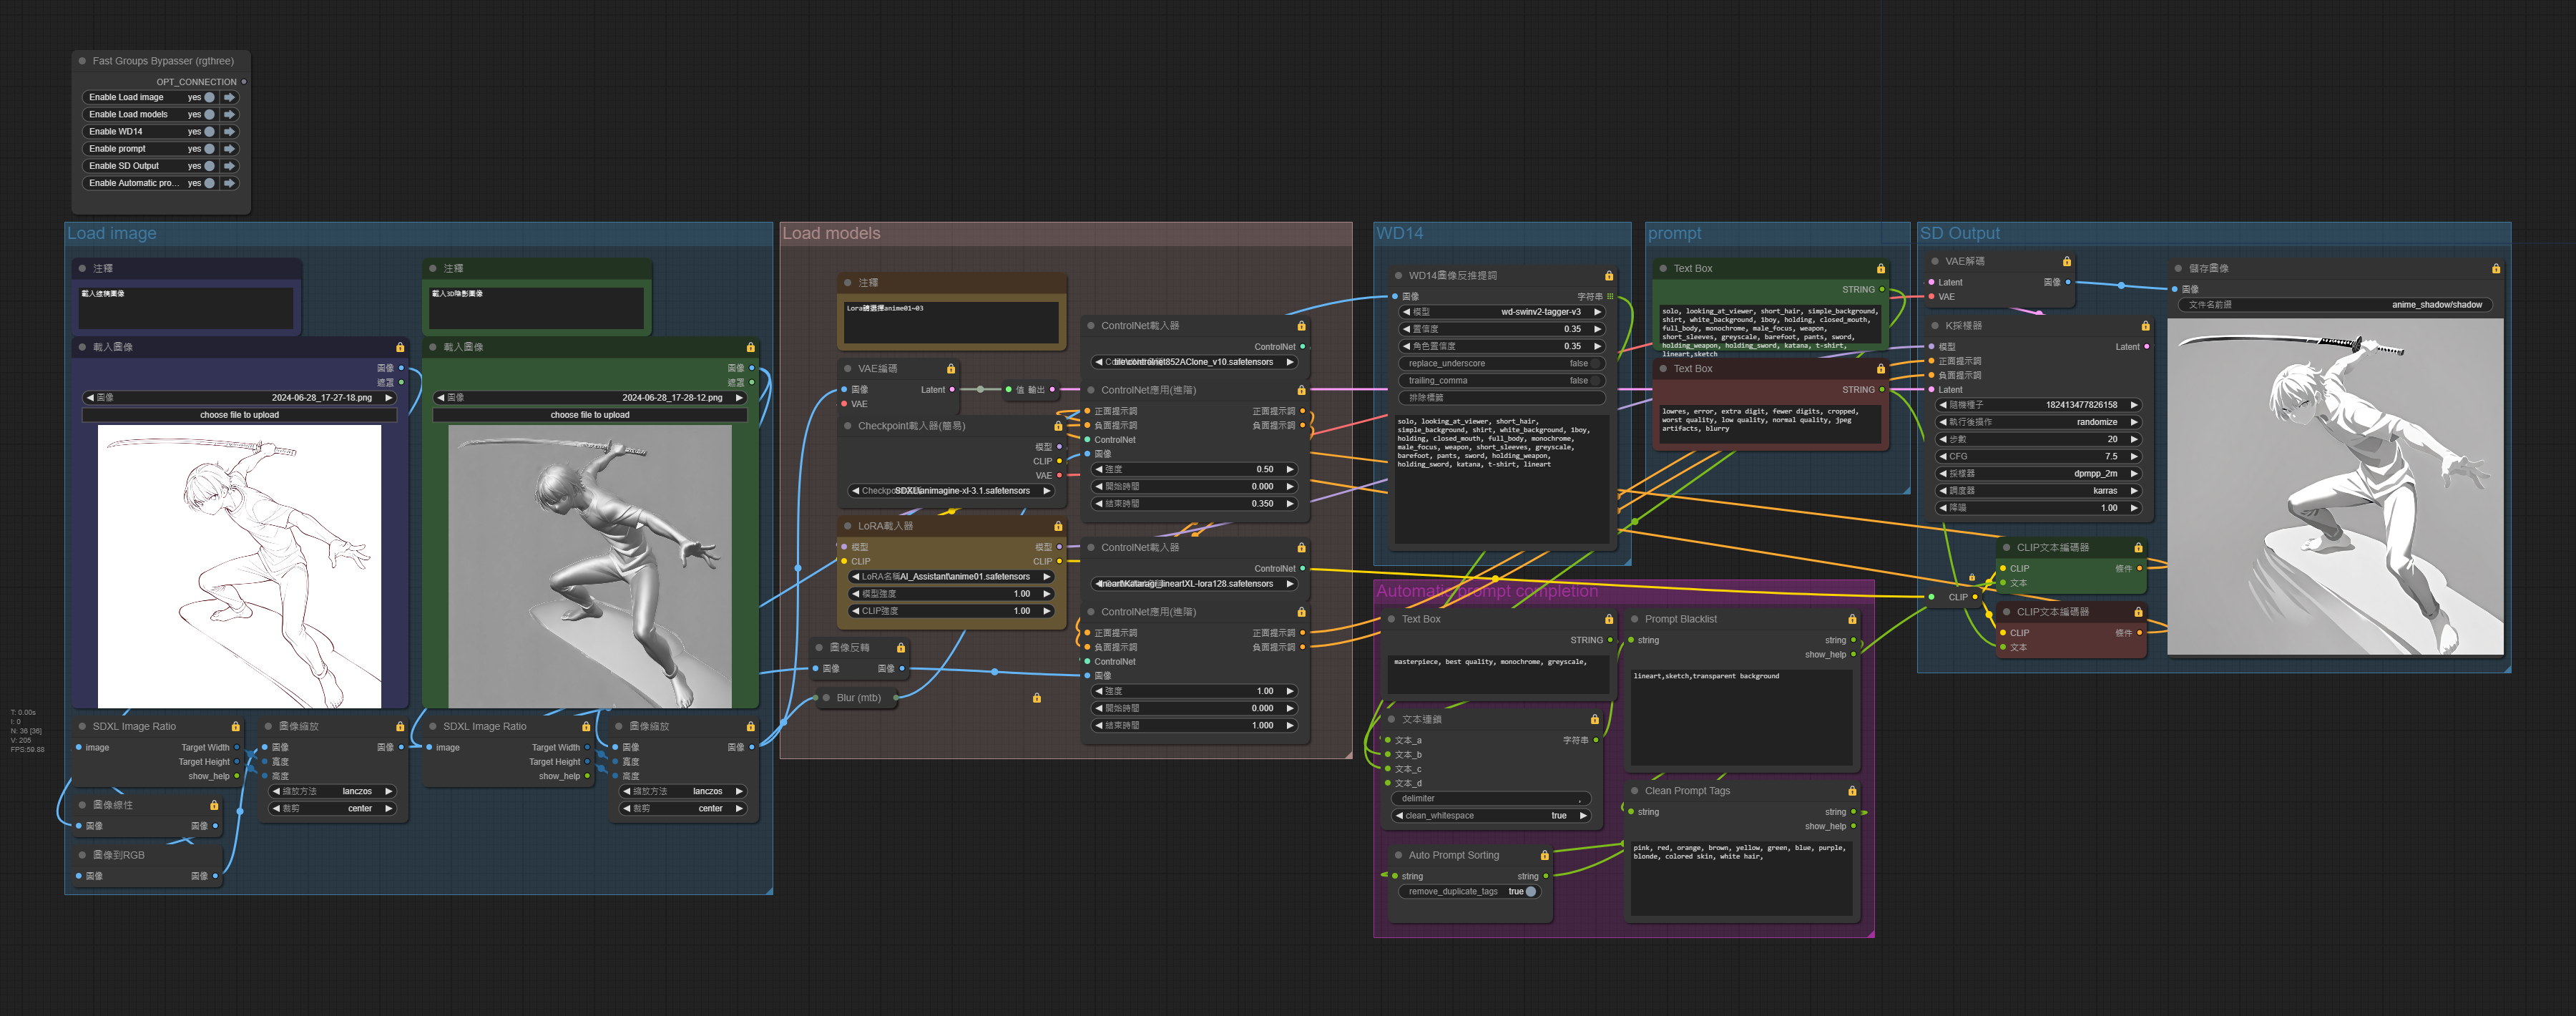 Fast Groups Bypasser (rgthree)
OPT_CONNECTION
Enable Load image yes
Enable Load models yes
Enable WD14 yes
Enable prompt yes
Enable SD Output yes
Enable Automatic pro... yes
Load image
注釋
載入線稿圖像
注釋
載入3D陰影圖像
載入圖像
圖像
遮罩
圖像 2024-06-28_17-27-18.png
choose file to upload
載入圖像
圖像
遮罩
圖像 2024-06-28_17-28-12.png
choose file to upload
T: 0.00s
I: 0
N: 36 [36]
V: 205
FPS:59.88
SDXL Image Ratio
image Target Width
Target Height
show_help
圖像縮放
圖像 圖像
寬度
高度
縮放方法 lanczos
裁剪 center
SDXL Image Ratio
image Target Width
Target Height
show_help
圖像縮放
圖像 圖像
寬度
高度
縮放方法 lanczos
裁剪 center
圖像線性
圖像 圖像
圖像到RGB
圖像 圖像
Load models
注釋
Lora請選擇anime01~03
VAE編碼
圖像 Latent
VAE
值 輸出
Checkpoint載入器(簡易)
模型
CLIP
VAE
SDXL\animagine-xl-3.1.safetensors
LoRA載入器
模型 模型
CLIP CLIP
LoRA名稱 AI_Assistant\anime01.safetensors
模型強度 1.00
CLIP強度 1.00
圖像反轉
圖像 圖像
Blur (mtb)
ControlNet載入器
ControlNet
tile\controlnet852AClone_v10.safetensors
ControlNet應用(進階)
正面提示詞 正面提示詞
負面提示詞 負面提示詞
ControlNet
圖像
強度 0.50
開始時間 0.000
結束時間 0.350
ControlNet載入器
ControlNet
lineart\Kataragi_lineartXL-lora128.safetensors
ControlNet應用(進階)
正面提示詞 正面提示詞
負面提示詞 負面提示詞
ControlNet
圖像
強度 1.00
開始時間 0.000
結束時間 1.000
WD14
WD14圖像反推提詞
圖像 字符串
模型 wd-swinv2-tagger-v3
置信度 0.35
角色置信度 0.35
replace_underscore false
trailing_comma false
排除標籤
solo, looking_at_viewer, short_hair,
simple_background, shirt, white_background, 1boy,
holding, closed_mouth, full_body, monochrome,
male_focus, weapon, short_sleeves, greyscale,
barefoot, pants, sword, holding_weapon,
holding_sword, katana, t-shirt, lineart
prompt
Text Box
STRING
solo, looking_at_viewer, short_hair, simple_background,
shirt, white_background, 1boy, holding, closed_mouth,
full_body, monochrome, male_focus, weapon,
short_sleeves, greyscale, barefoot, pants, sword,
holding_weapon, holding_sword, katana, t-shirt,
lineart,sketch
Text Box
STRING
lowres, error, extra digit, fewer digits, cropped,
worst quality, low quality, normal quality, jpeg
artifacts, blurry
Automatic prompt completion
Text Box
STRING
masterpiece, best quality, monochrome, greyscale,
文本連鎖
文本_a 字符串
文本_b
文本_c
文本_d
delimiter ,
clean_whitespace true
Auto Prompt Sorting
string string
remove_duplicate_tags true
Prompt Blacklist
string string
show_help
lineart,sketch,transparent background
Clean Prompt Tags
string string
show_help
pink, red, orange, brown, yellow, green, blue, purple,
blonde, colored skin, white hair,
SD Output
VAE解碼
Latent 圖像
VAE
K採樣器
模型 Latent
正面提示詞
負面提示詞
Latent
隨機種子 182413477826158
執行後操作 randomize
步數 20
CFG 7.5
採樣器 dpmpp_2m
調度器 karras
降噪 1.00
CLIP
CLIP文本編碼器
CLIP 條件
文本
CLIP文本編碼器
CLIP 條件
文本
儲存圖像
圖像
文件名前綴 anime_shadow/shadow